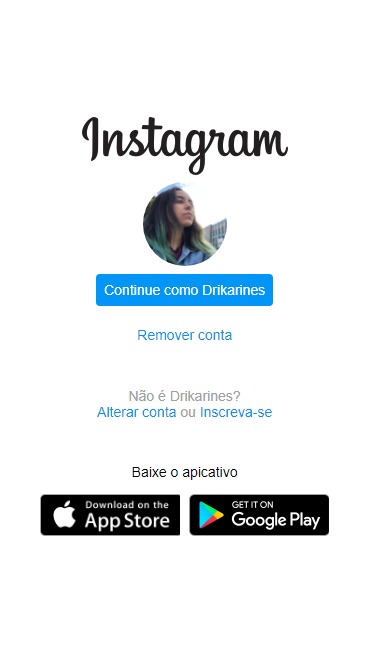 Instagram
Continue como Drikarines
Remover conta
Não é Drikarines?
Alterar conta ou Inscreva-se
Baixe o apicativo
Download on the
App Store
GET IT ON
Google Play